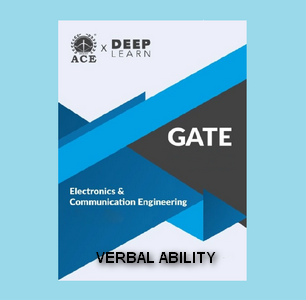 ACE x DEEP LEARN
GATE
Electronics &
Communication Engineering
VERBAL ABILITY